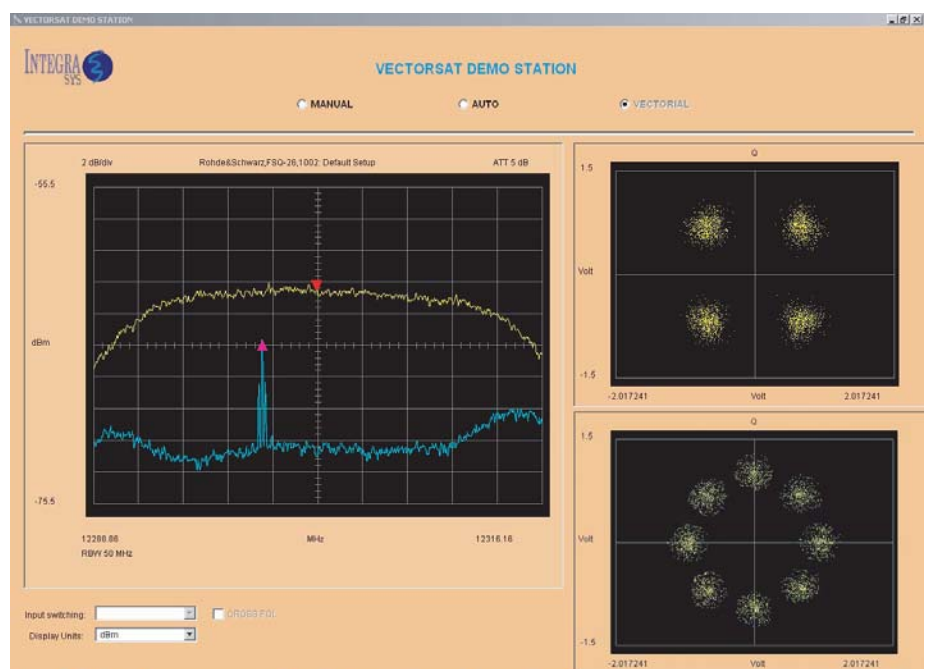 VECTORSAT DEMO STATION
INTEGRA SYS
VECTORSAT DEMO STATION
MANUAL AUTO VECTORIAL
2 dB/div Rohde&Schwarz,FSQ-26,1002: Default Setup ATT 5 dB
-55.5
dBm
-75.5
12288.86 MHz 12316.16
RBW 50 MHz
Input switching: CROSS POL
Display Units: dBm
Q
1.5
Volt
-1.5
-2.017241 Volt 2.017241
Q
1.5
Volt
-1.5
-2.017241 Volt 2.017241